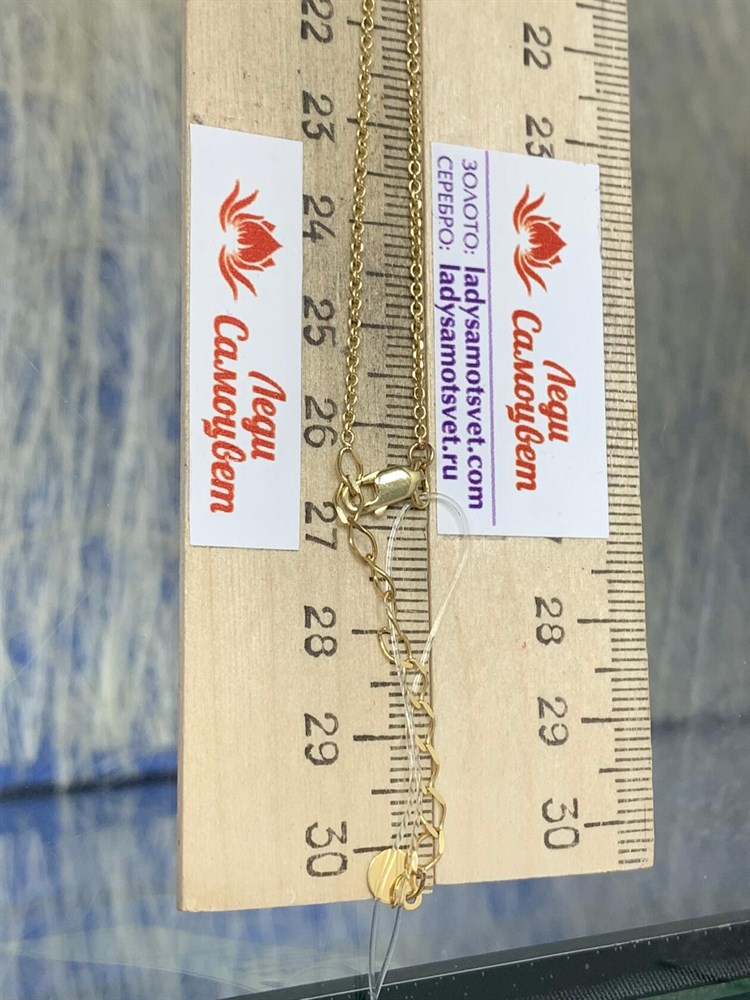 22
23
24
25
26
27
28
29
30
Леди
Самоцвет
22
23
28
29
30
ЗОЛОТО: ladysamotsvet.com
СЕРЕБРО: ladysamotsvet.ru
Леди
Самоцвет